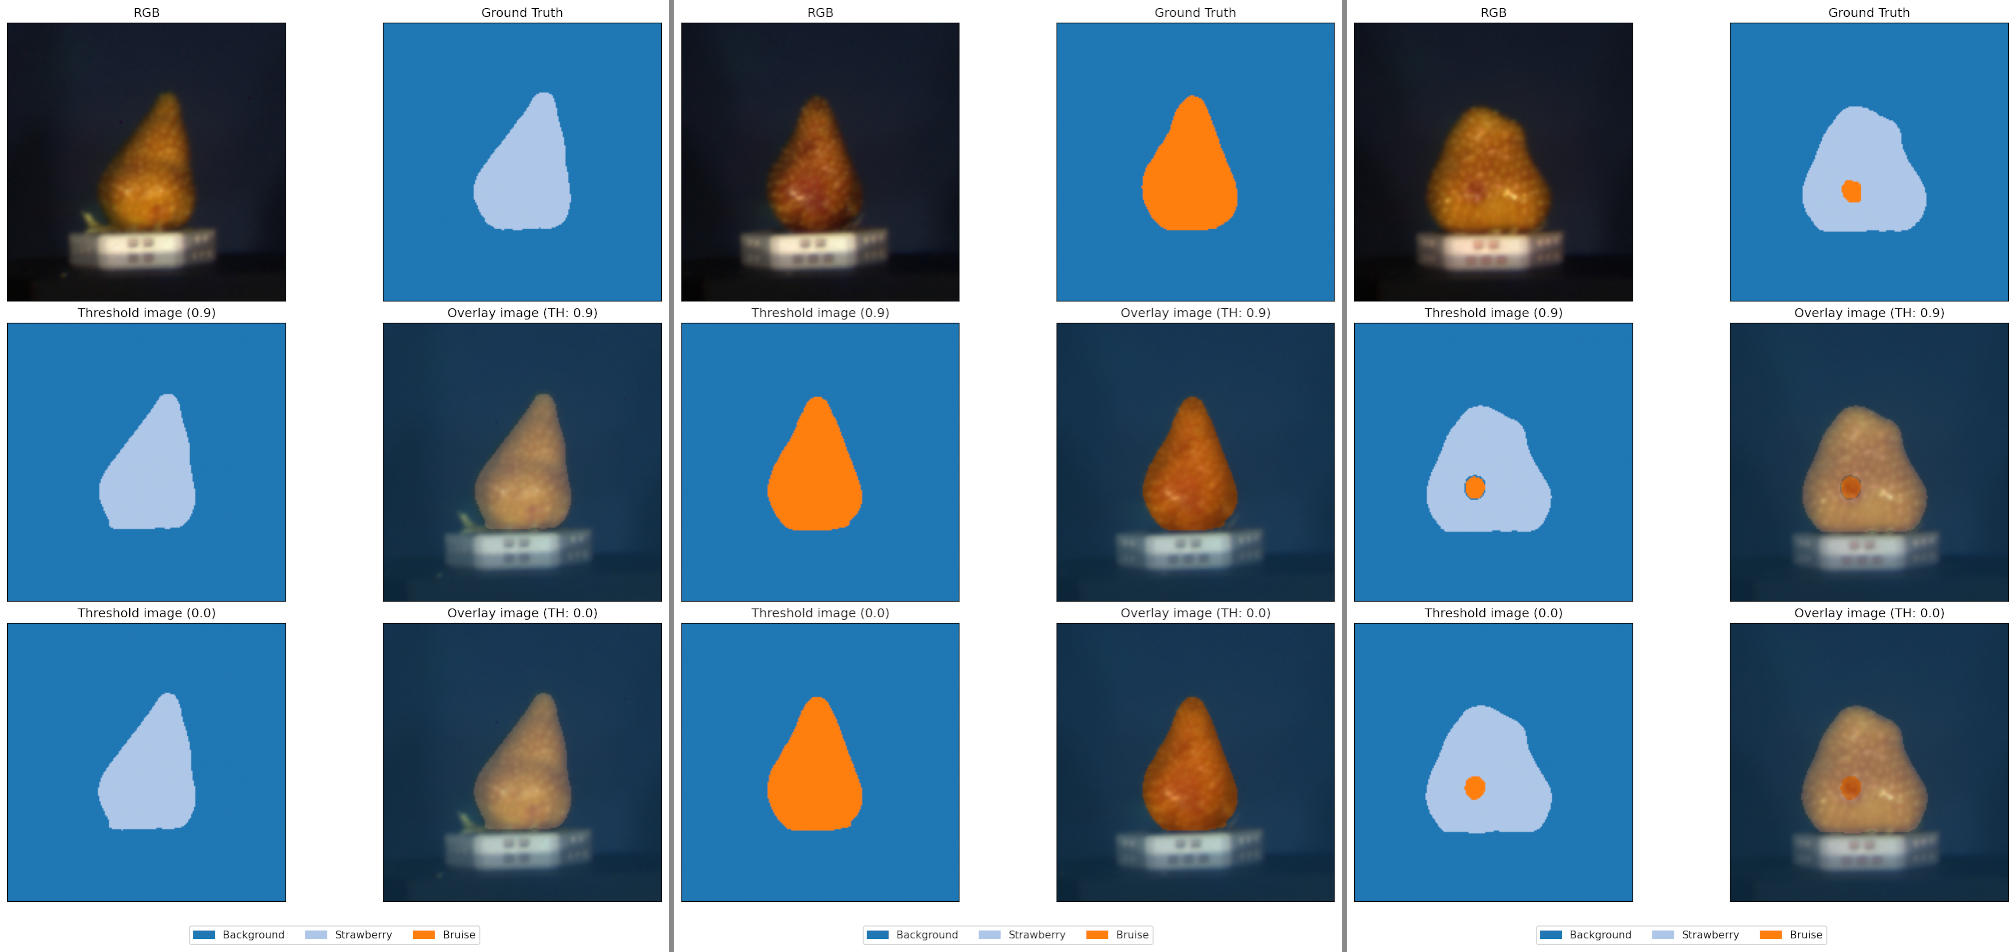 RGB
Ground Truth
RGB
Ground Truth
RGB
Ground Truth
Threshold image (0.9)
Overlay image (TH: 0.9)
Threshold image (0.9)
Overlay image (TH: 0.9)
Threshold image (0.9)
Overlay image (TH: 0.9)
Threshold image (0.0)
Overlay image (TH: 0.0)
Threshold image (0.0)
Overlay image (TH: 0.0)
Threshold image (0.0)
Overlay image (TH: 0.0)
Background Strawberry Bruise
Background Strawberry Bruise
Background Strawberry Bruise